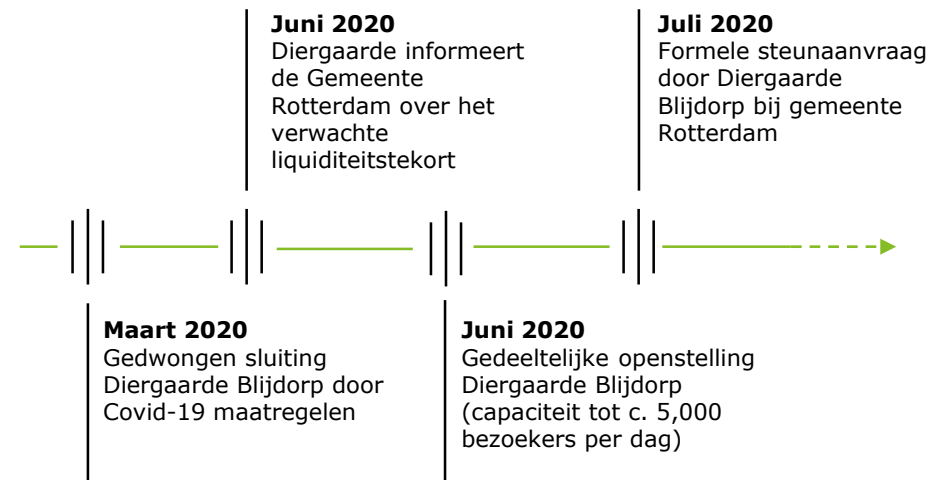 Juni 2020
Diergaarde informeert
de Gemeente
Rotterdam over het
verwachte
liquiditeitstekort
Juli 2020
Formele steunaanvraag
door Diergaarde
Blijdorp bij gemeente
Rotterdam
Maart 2020
Gedwongen sluiting
Diergaarde Blijdorp door
Covid-19 maatregelen
Juni 2020
Gedeeltelijke openstelling
Diergaarde Blijdorp
(capaciteit tot c. 5,000
bezoekers per dag)